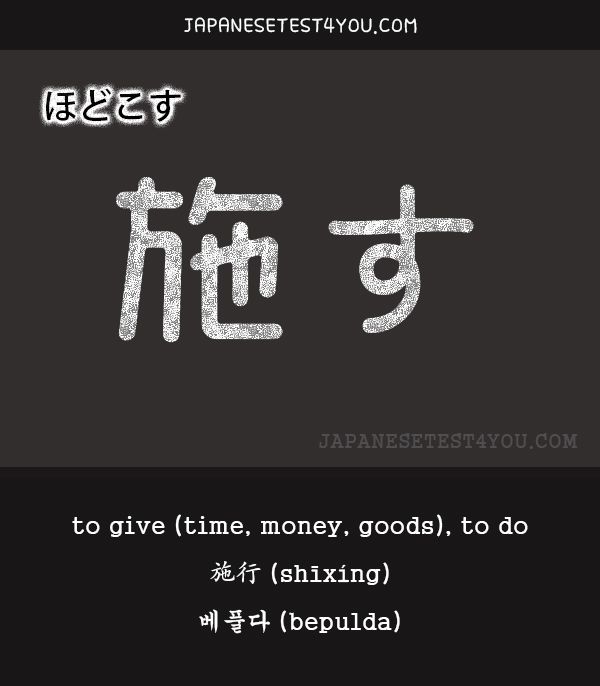 JAPANESETEST4YOU.COM
ほどこす
施す
JAPANESETEST4YOU.COM
to give (time, money, goods), to do
施行 (shīxíng)
베플다 (bepulda)